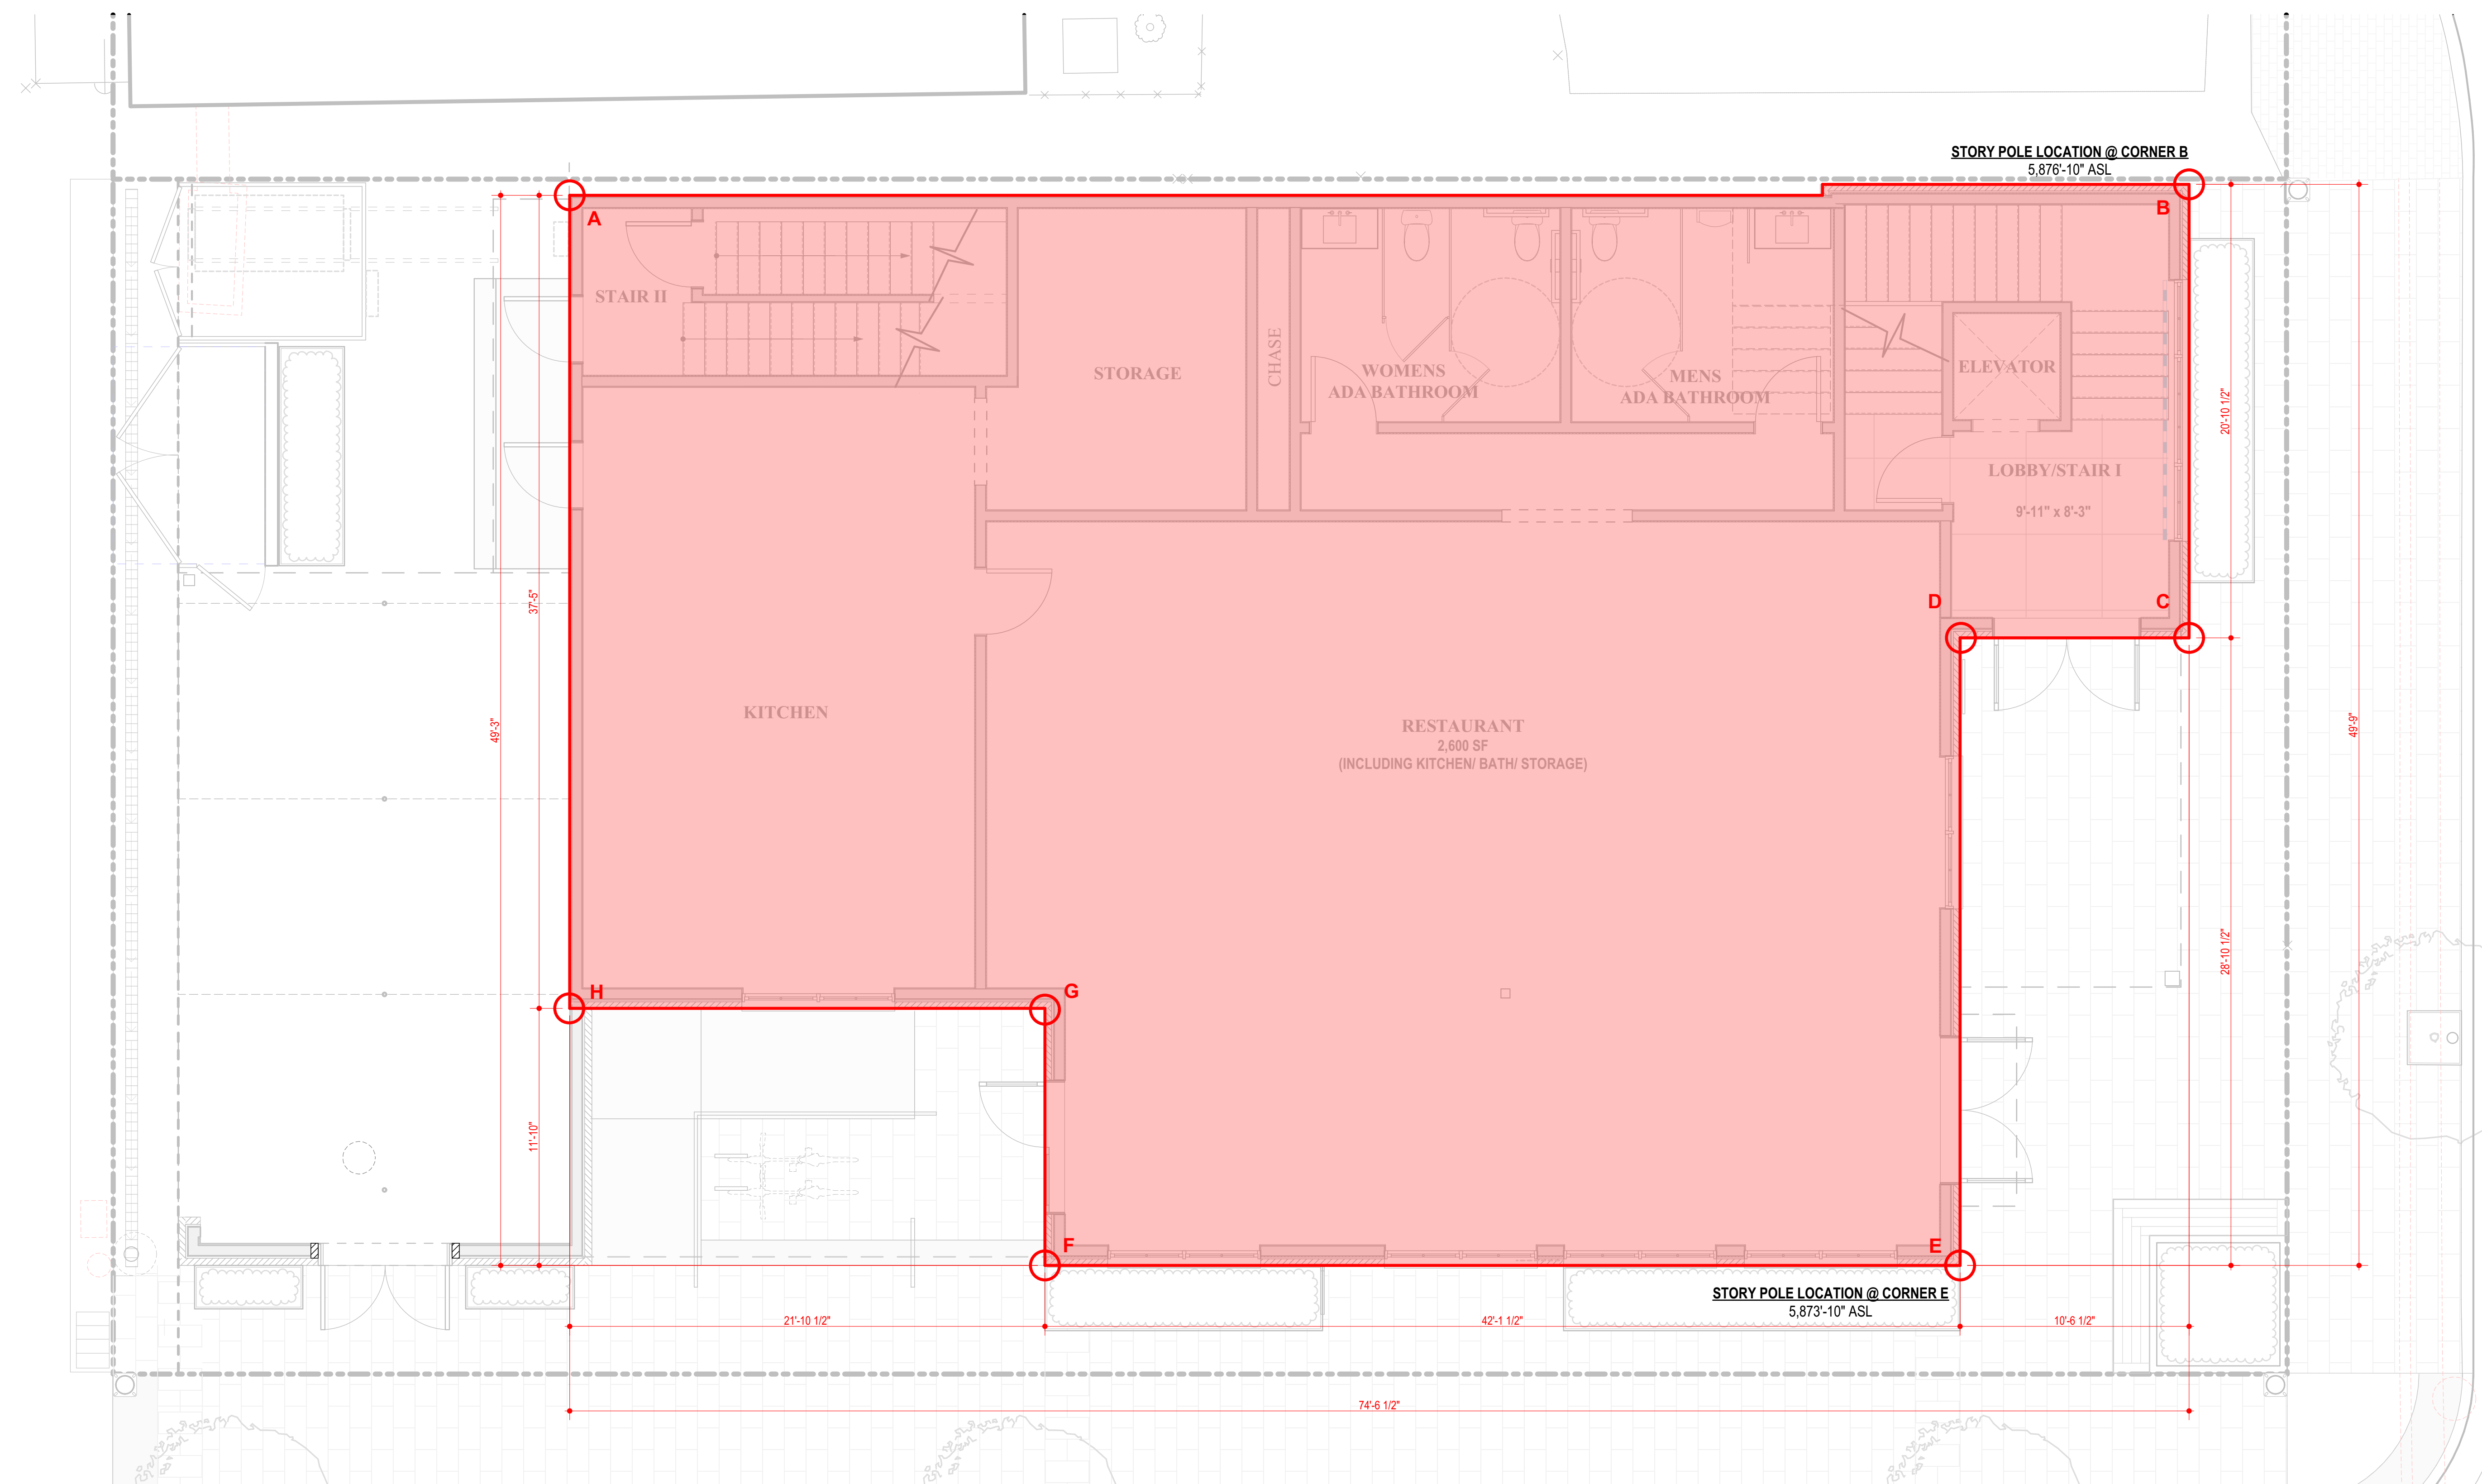 STORY POLE LOCATION @ CORNER B
5,876'-10" ASL
A
B
STAIR II
STORAGE
CHASE
WOMENS
ADA BATHROOM
MENS
ADA BATHROOM
ELEVATOR
20'-10 1/2"
LOBBY/STAIR I
9'-11" x 8'-3"
37'-5"
D
C
49'-3"
KITCHEN
RESTAURANT
2,600 SF
(INCLUDING KITCHEN/ BATH/ STORAGE)
49'-9"
28'-10 1/2"
H
G
11'-10"
F
E
STORY POLE LOCATION @ CORNER E
5,873'-10" ASL
21'-10 1/2"
42'-1 1/2"
10'-6 1/2"
74'-6 1/2"